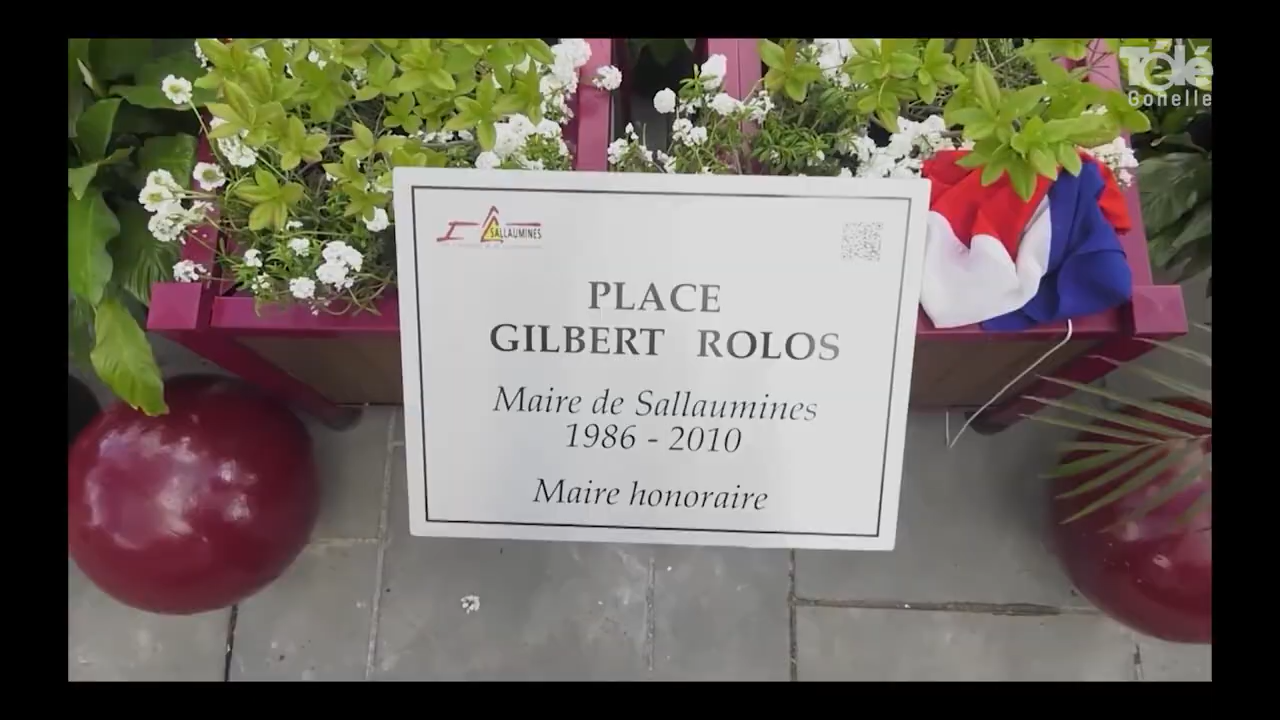 Télé
Gohelle
SALLAUMINES
PLACE
GILBERT ROLOS
Maire de Sallaumines
1986 - 2010
Maire honoraire